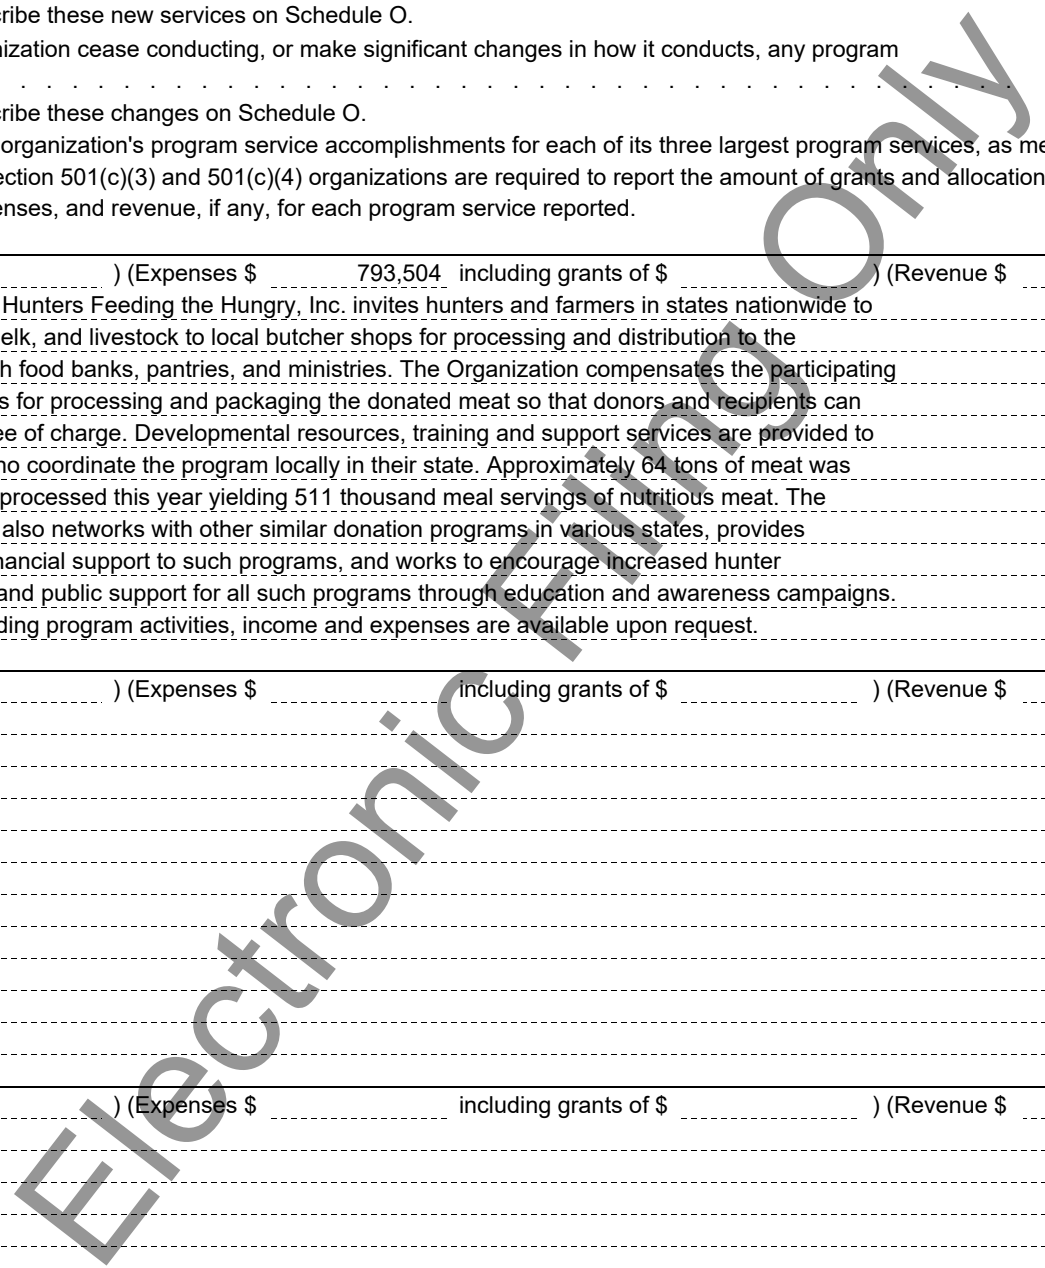 ribe these new services on Schedule O.
nization cease conducting, or make significant changes in how it conducts, any program
. . . . . . . . . . . . . . . . . . . . . . . . . . . . . . . . . . . . . . .
ribe these changes on Schedule O.
organization's program service accomplishments for each of its three largest program services, as me
ection 501(c)(3) and 501(c)(4) organizations are required to report the amount of grants and allocation
enses, and revenue, if any, for each program service reported.
) (Expenses $ 793,504 including grants of $ ) (Revenue $
Hunters Feeding the Hungry, Inc. invites hunters and farmers in states nationwide to
elk, and livestock to local butcher shops for processing and distribution to the
h food banks, pantries, and ministries. The Organization compensates the participating
s for processing and packaging the donated meat so that donors and recipients can
ee of charge. Developmental resources, training and support services are provided to
ho coordinate the program locally in their state. Approximately 64 tons of meat was
processed this year yielding 511 thousand meal servings of nutritious meat. The
also networks with other similar donation programs in various states, provides
nancial support to such programs, and works to encourage increased hunter
and public support for all such programs through education and awareness campaigns.
ding program activities, income and expenses are available upon request.
) (Expenses $ including grants of $ ) (Revenue $
) (Expenses $ including grants of $ ) (Revenue $
Electronic Filing Only